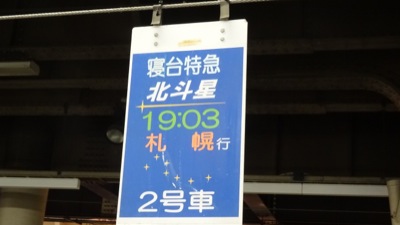 寝台特急
北斗星
19:03
札幌行
2号車